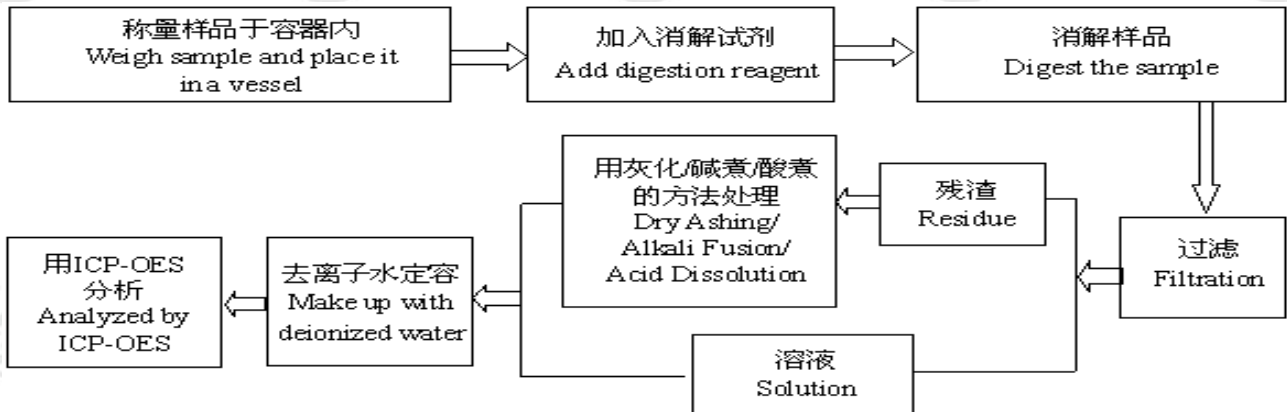 称量样品于容器内
Weigh sample and place it
in a vessel
加入消解试剂
Add digestion reagent
消解样品
Digest the sample
过滤
Filtration
残渣
Residue
用灰化/碱煮/酸煮
的方法处理
Dry Ashing/
Alkali Fusion/
Acid Dissolution
溶液
Solution
去离子水定容
Make up with
deionized water
用ICP-OES
分析
Analyzed by
ICP-OES